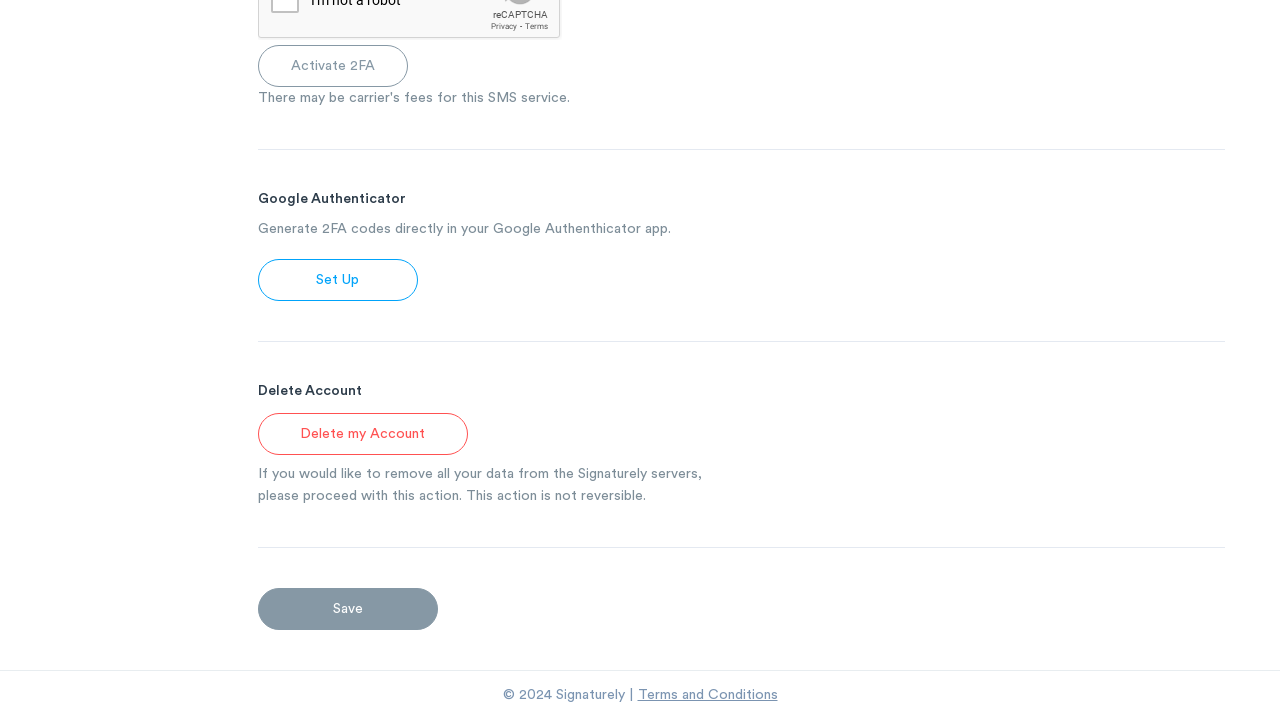 I'm not a robot
reCAPTCHA
Privacy - Terms
Activate 2FA
There may be carrier's fees for this SMS service.
Google Authenticator
Generate 2FA codes directly in your Google Authenthicator app.
Set Up
Delete Account
Delete my Account
If you would like to remove all your data from the Signaturely servers,
please proceed with this action. This action is not reversible.
Save
© 2024 Signaturely | Terms and Conditions